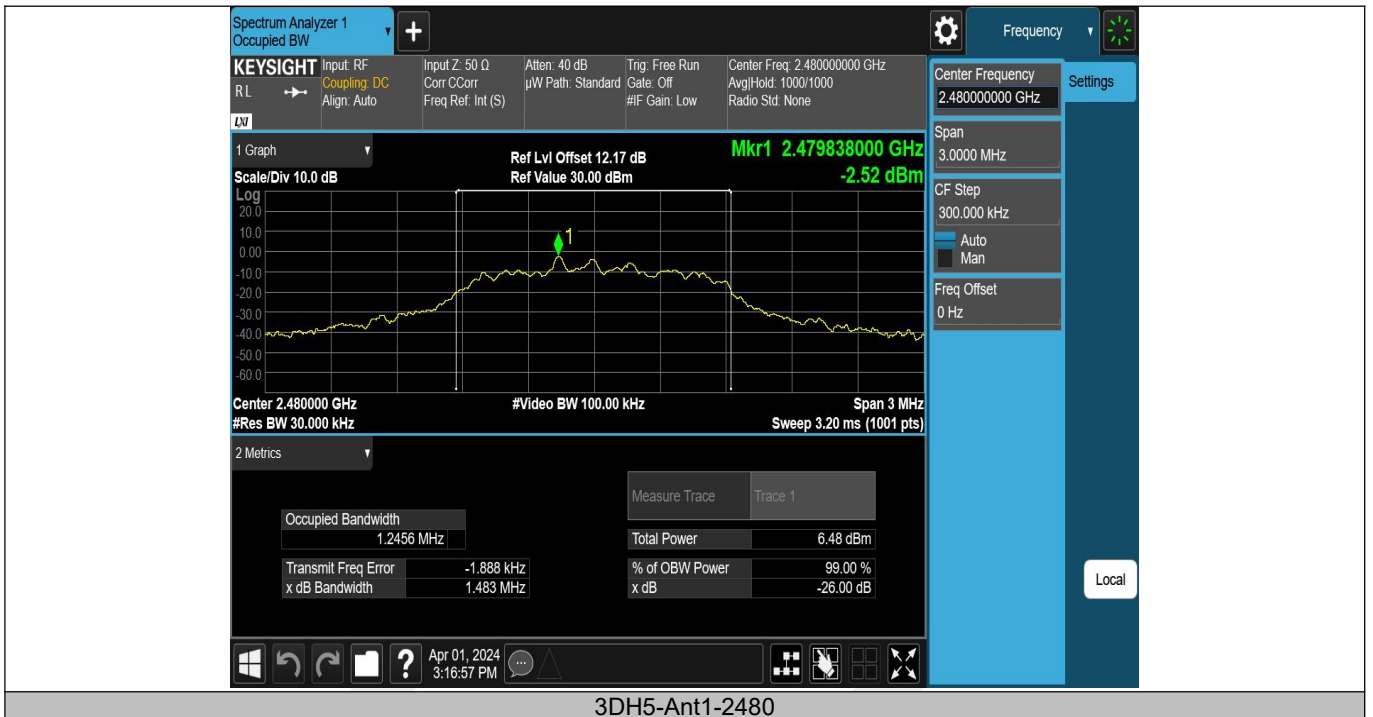 Spectrum Analyzer 1
Occupied BW
+
Frequency
KEYSIGHT
RL
LXI
Input: RF
Coupling: DC
Align: Auto
Input Z: 50 Ω
Corr CCorr
Freq Ref: Int (S)
Atten: 40 dB
µW Path: Standard
Trig: Free Run
Gate: Off
#IF Gain: Low
Center Freq: 2.480000000 GHz
Avg|Hold: 1000/1000
Radio Std: None
Center Frequency
2.480000000 GHz
Settings
Span
3.0000 MHz
CF Step
300.000 kHz
Auto
Man
Freq Offset
0 Hz
Local
1 Graph
Scale/Div 10.0 dB
Ref Lvl Offset 12.17 dB
Ref Value 30.00 dBm
Mkr1 2.479838000 GHz
-2.52 dBm
Log
20.0
10.0
0.00
-10.0
-20.0
-30.0
-40.0
-50.0
-60.0
1
Center 2.480000 GHz
#Video BW 100.00 kHz
Span 3 MHz
#Res BW 30.000 kHz
Sweep 3.20 ms (1001 pts)
2 Metrics
Measure Trace Trace 1
Occupied Bandwidth
1.2456 MHz
Total Power 6.48 dBm
Transmit Freq Error -1.888 kHz
% of OBW Power 99.00 %
x dB Bandwidth 1.483 MHz
x dB -26.00 dB
?
Apr 01, 2024
3:16:57 PM
3DH5-Ant1-2480